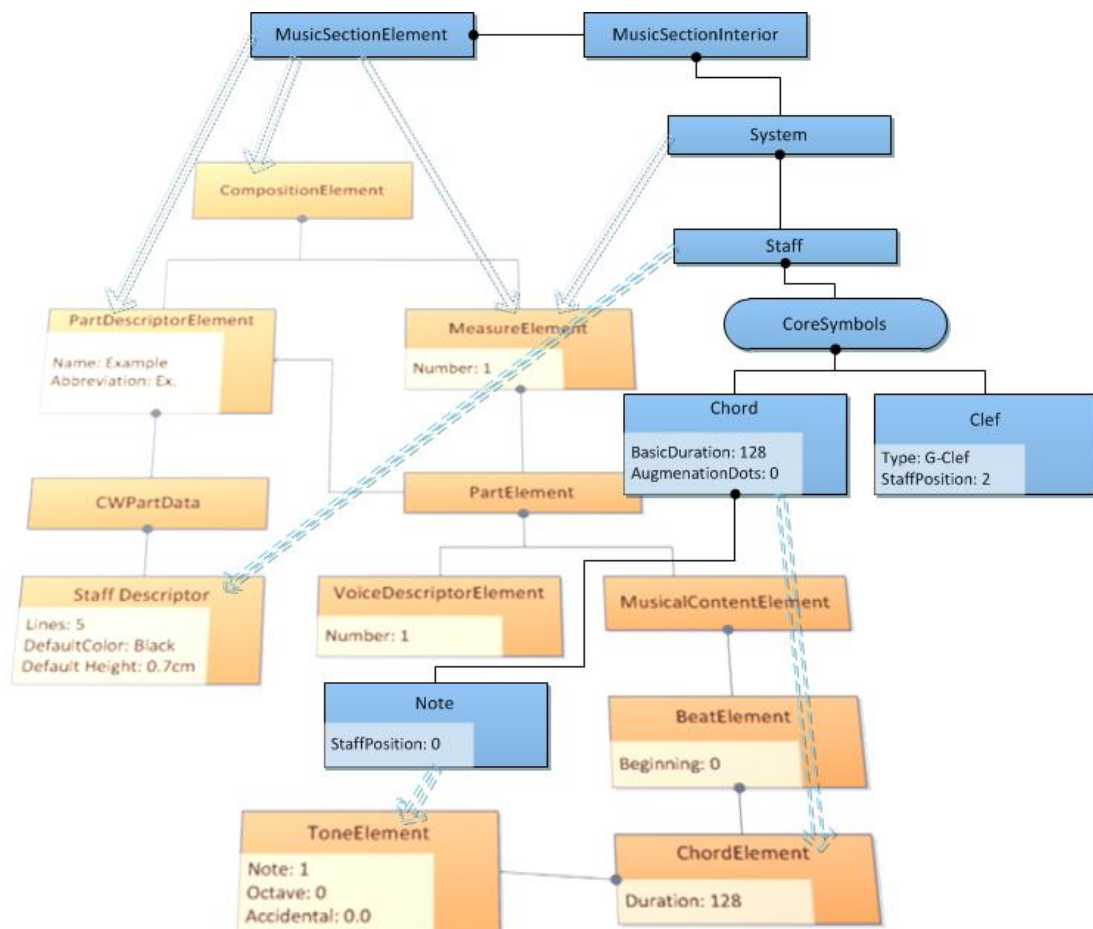 MusicSectionElement
MusicSectionInterior
System
CompositionElement
Staff
PartDescriptorElement
Name: Example
Abbreviation: Ex.
MeasureElement
Number: 1
CoreSymbols
Chord
BasicDuration: 128
AugmenationDots: 0
Clef
Type: G-Clef
StaffPosition: 2
CWPartData
PartElement
Staff Descriptor
Lines: 5
DefaultColor: Black
Default Height: 0.7cm
VoiceDescriptorElement
Number: 1
MusicalContentElement
Note
StaffPosition: 0
BeatElement
Beginning: 0
ToneElement
Note: 1
Octave: 0
Accidental: 0.0
ChordElement
Duration: 128